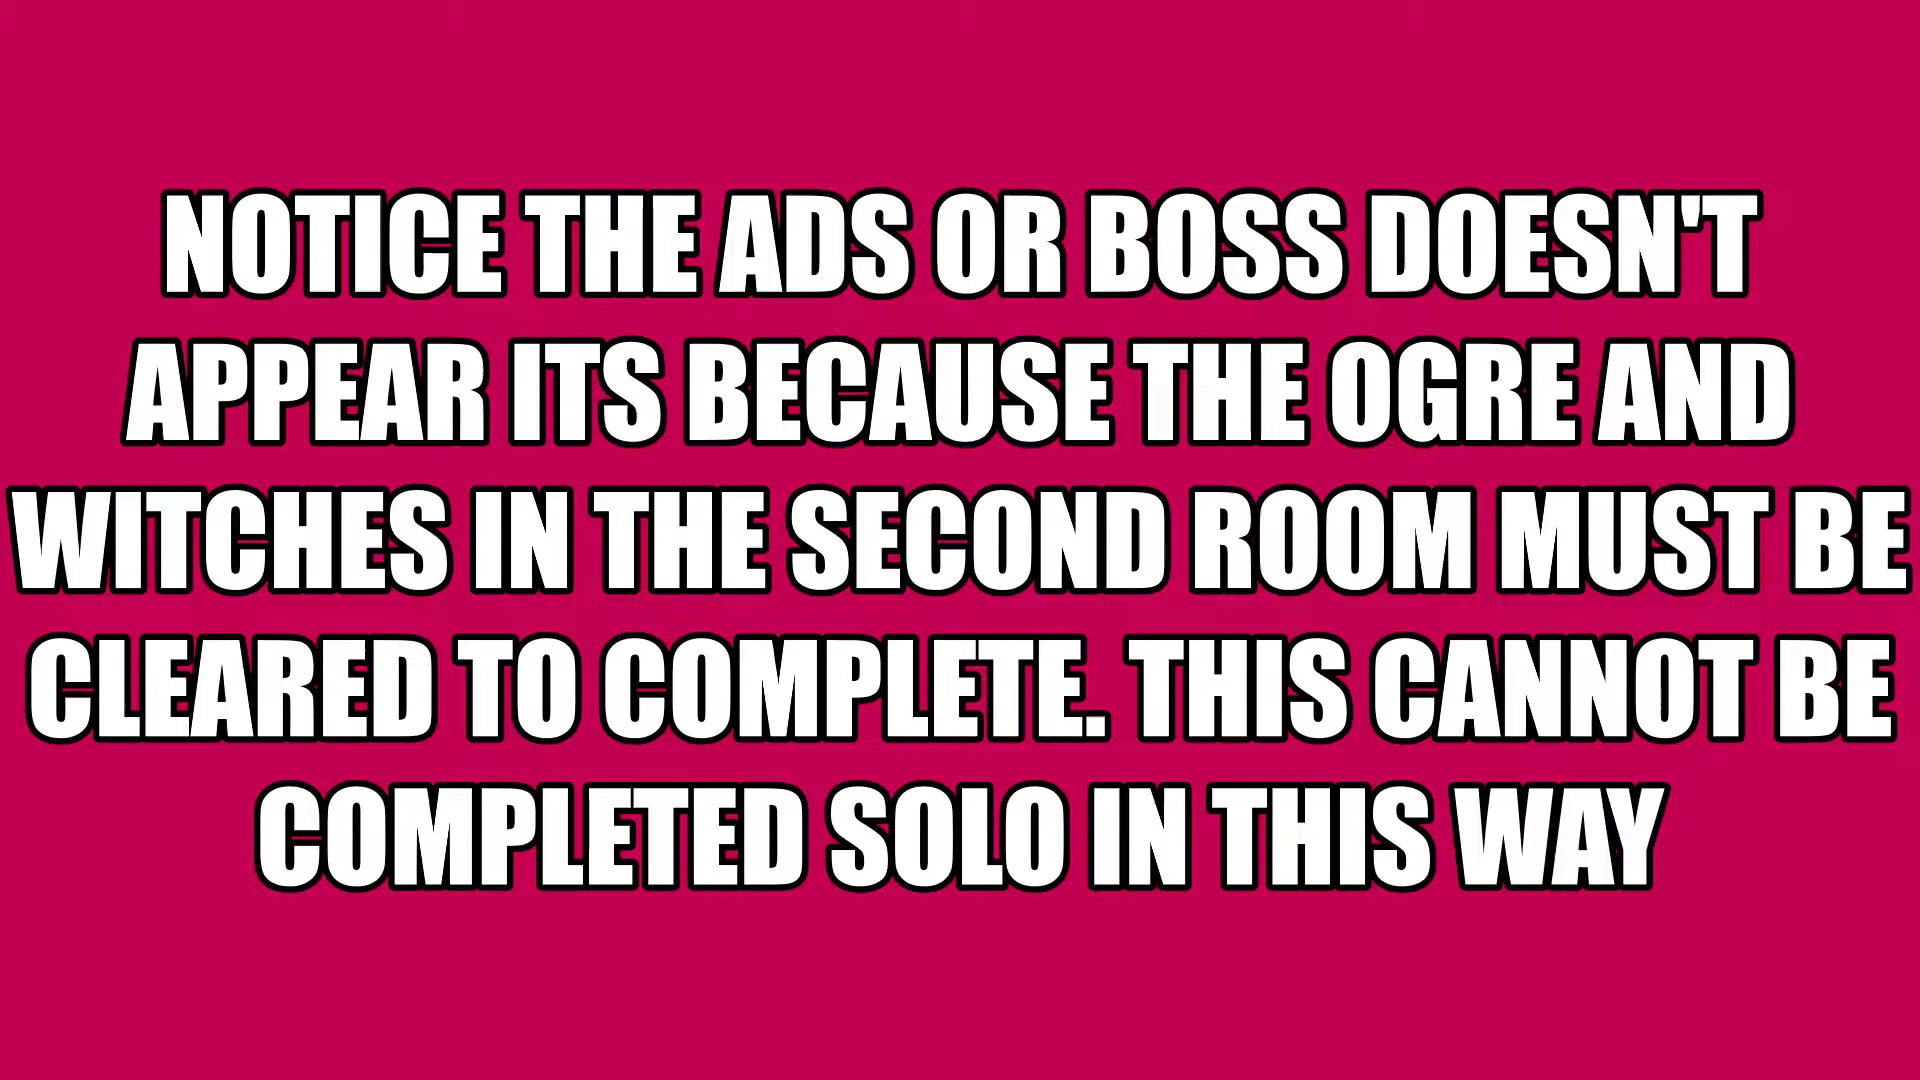 NOTICE THE ADS OR BOSS DOESN'T
APPEAR ITS BECAUSE THE OGRE AND
WITCHES IN THE SECOND ROOM MUST BE
CLEARED TO COMPLETE. THIS CANNOT BE
COMPLETED SOLO IN THIS WAY